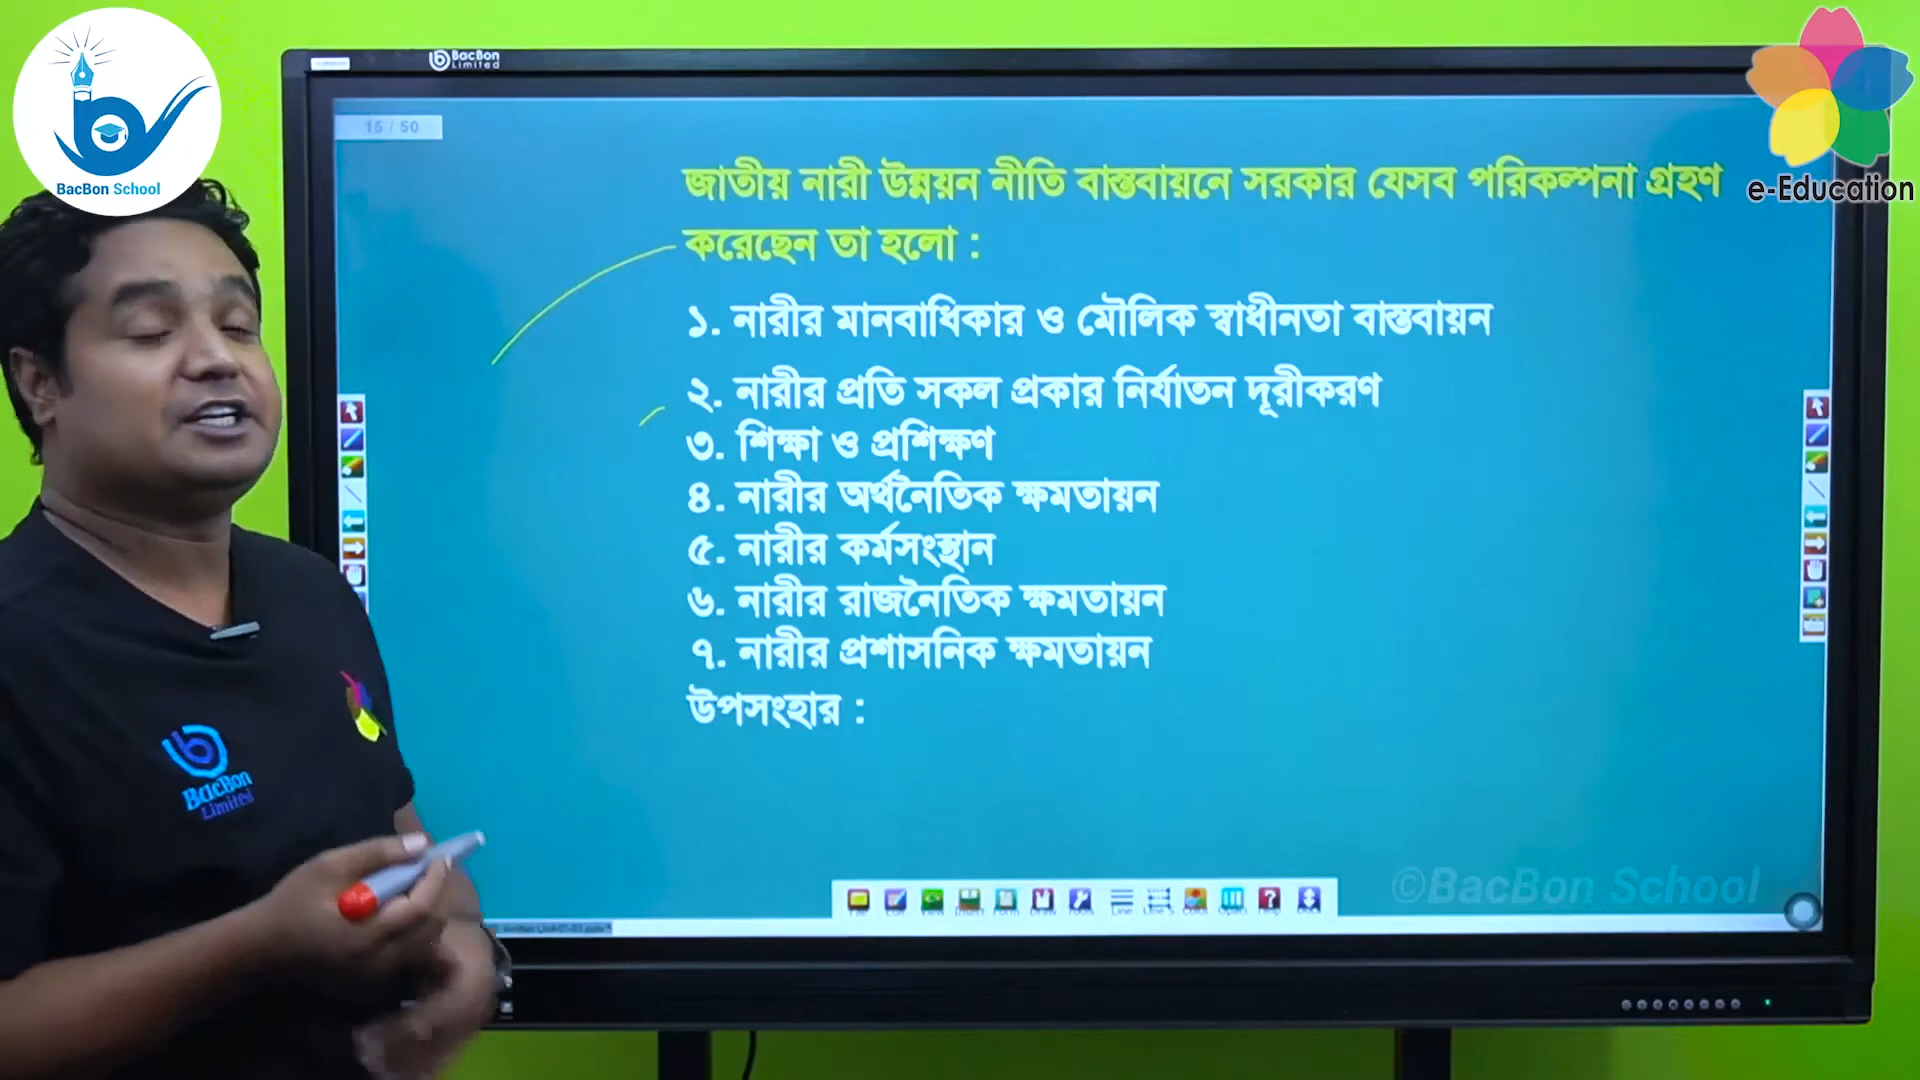 BacBon School
BacBon
Limited
e-Education
15 / 50
জাতীয় নারী উন্নয়ন নীতি বাস্তবায়নে সরকার যেসব পরিকল্পনা গ্রহণ
করেছেন তা হলো :
১. নারীর মানবাধিকার ও মৌলিক স্বাধীনতা বাস্তবায়ন
২. নারীর প্রতি সকল প্রকার নির্যাতন দূরীকরণ
৩. শিক্ষা ও প্রশিক্ষণ
৪. নারীর অর্থনৈতিক ক্ষমতায়ন
৫. নারীর কর্মসংস্থান
৬. নারীর রাজনৈতিক ক্ষমতায়ন
৭. নারীর প্রশাসনিক ক্ষমতায়ন
উপসংহার :
BacBon
Limited
©BacBon School